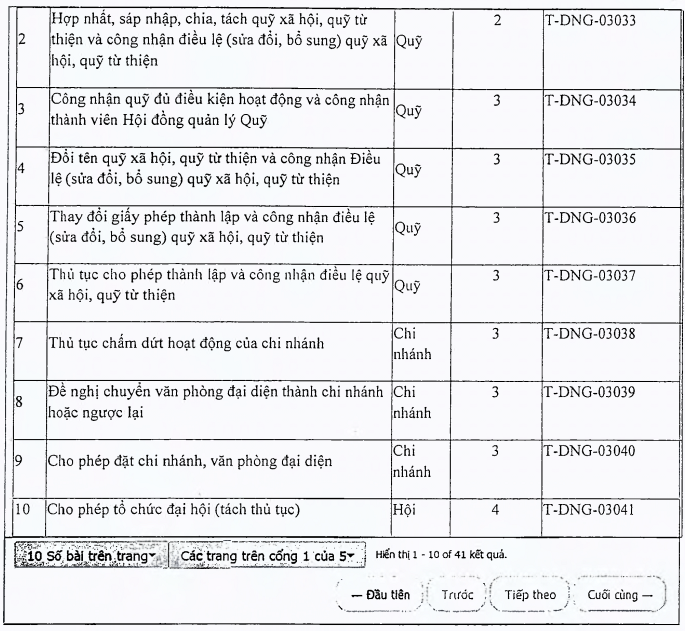 2
Hợp nhất, sáp nhập, chia, tách quỹ xã hội, quỹ từ
thiện và công nhận điều lệ (sửa đổi, bổ sung) quỹ xã
hội, quỹ từ thiện
Quỹ
2
T-DNG-03033
3
Công nhận quỹ đủ điều kiện hoạt động và công nhận
thành viên Hội đồng quản lý Quỹ
Quỹ
3
T-DNG-03034
4
Đổi tên quỹ xã hội, quỹ từ thiện và công nhận Điều
lệ (sửa đổi, bổ sung) quỹ xã hội, quỹ từ thiện
Quỹ
3
T-DNG-03035
5
Thay đổi giấy phép thành lập và công nhận điều lệ
(sửa đổi, bổ sung) quỹ xã hội, quỹ từ thiện
Quỹ
3
T-DNG-03036
6
Thủ tục cho phép thành lập và công nhận điều lệ quỹ
xã hội, quỹ từ thiện
Quỹ
3
T-DNG-03037
7
Thủ tục chấm dứt hoạt động của chi nhánh
Chi
nhánh
3
T-DNG-03038
8
Đề nghị chuyển văn phòng đại diện thành chi nhánh
hoặc ngược lại
Chi
nhánh
3
T-DNG-03039
9
Cho phép đặt chi nhánh, văn phòng đại diện
Chi
nhánh
3
T-DNG-03040
10
Cho phép tổ chức đại hội (tách thủ tục)
Hội
4
T-DNG-03041
10 Số bài trên trang Các trang trên cổng 1 của 5 Hiển thị 1 - 10 of 41 kết quả.
← Đầu tiên Trước Tiếp theo Cuối cùng →